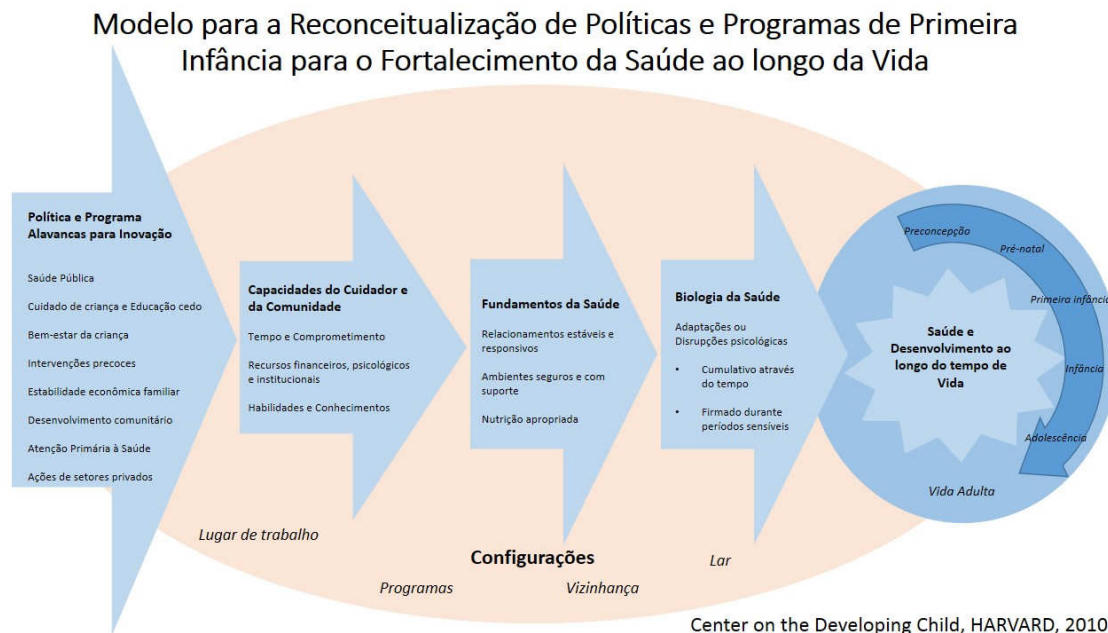 Modelo para a Reconceitualização de Políticas e Programas de Primeira
Infância para o Fortalecimento da Saúde ao longo da Vida
Política e Programa
Alavancas para Inovação
Saúde Pública
Cuidado de criança e Educação cedo
Bem-estar da criança
Intervenções precoces
Estabilidade econômica familiar
Desenvolvimento comunitário
Atenção Primária à Saúde
Ações de setores privados
Capacidades do Cuidador e
da Comunidade
Tempo e Comprometimento
Recursos financeiros, psicológicos
e institucionais
Habilidades e Conhecimentos
Fundamentos da Saúde
Relacionamentos estáveis e
responsivos
Ambientes seguros e com
suporte
Nutrição apropriada
Biologia da Saúde
Adaptações ou
Disrupções psicológicas
• Cumulativo através
do tempo
• Firmado durante
períodos sensíveis
Preconcepção
Pré-natal
Primeira infância
Infância
Adolescência
Vida Adulta
Saúde e
Desenvolvimento ao
longo do tempo de
Vida
Lugar de trabalho
Configurações
Programas
Vizinhança
Lar
Center on the Developing Child, HARVARD, 2010